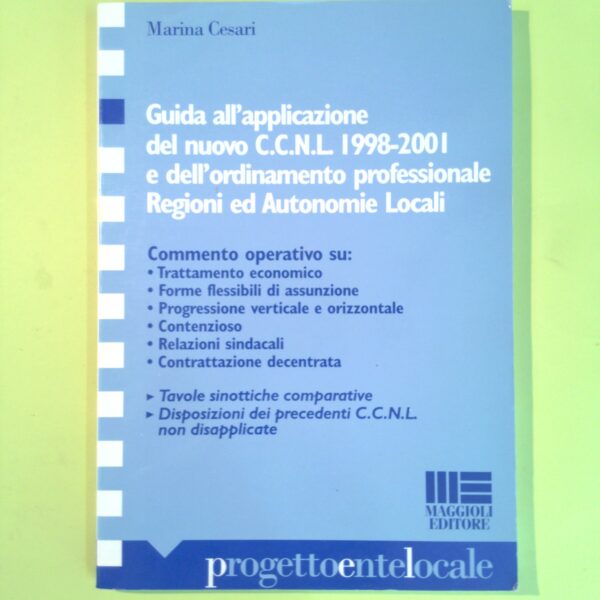 Marina Cesari
Guida all'applicazione
del nuovo C.C.N.L. 1998-2001
e dell'ordinamento professionale
Regioni ed Autonomie Locali
Commento operativo su:
• Trattamento economico
• Forme flessibili di assunzione
• Progressione verticale e orizzontale
• Contenzioso
• Relazioni sindacali
• Contrattazione decentrata
► Tavole sinottiche comparative
► Disposizioni dei precedenti C.C.N.L.
non disapplicate
MAGGIOLI
EDITORE
progettoentelocale